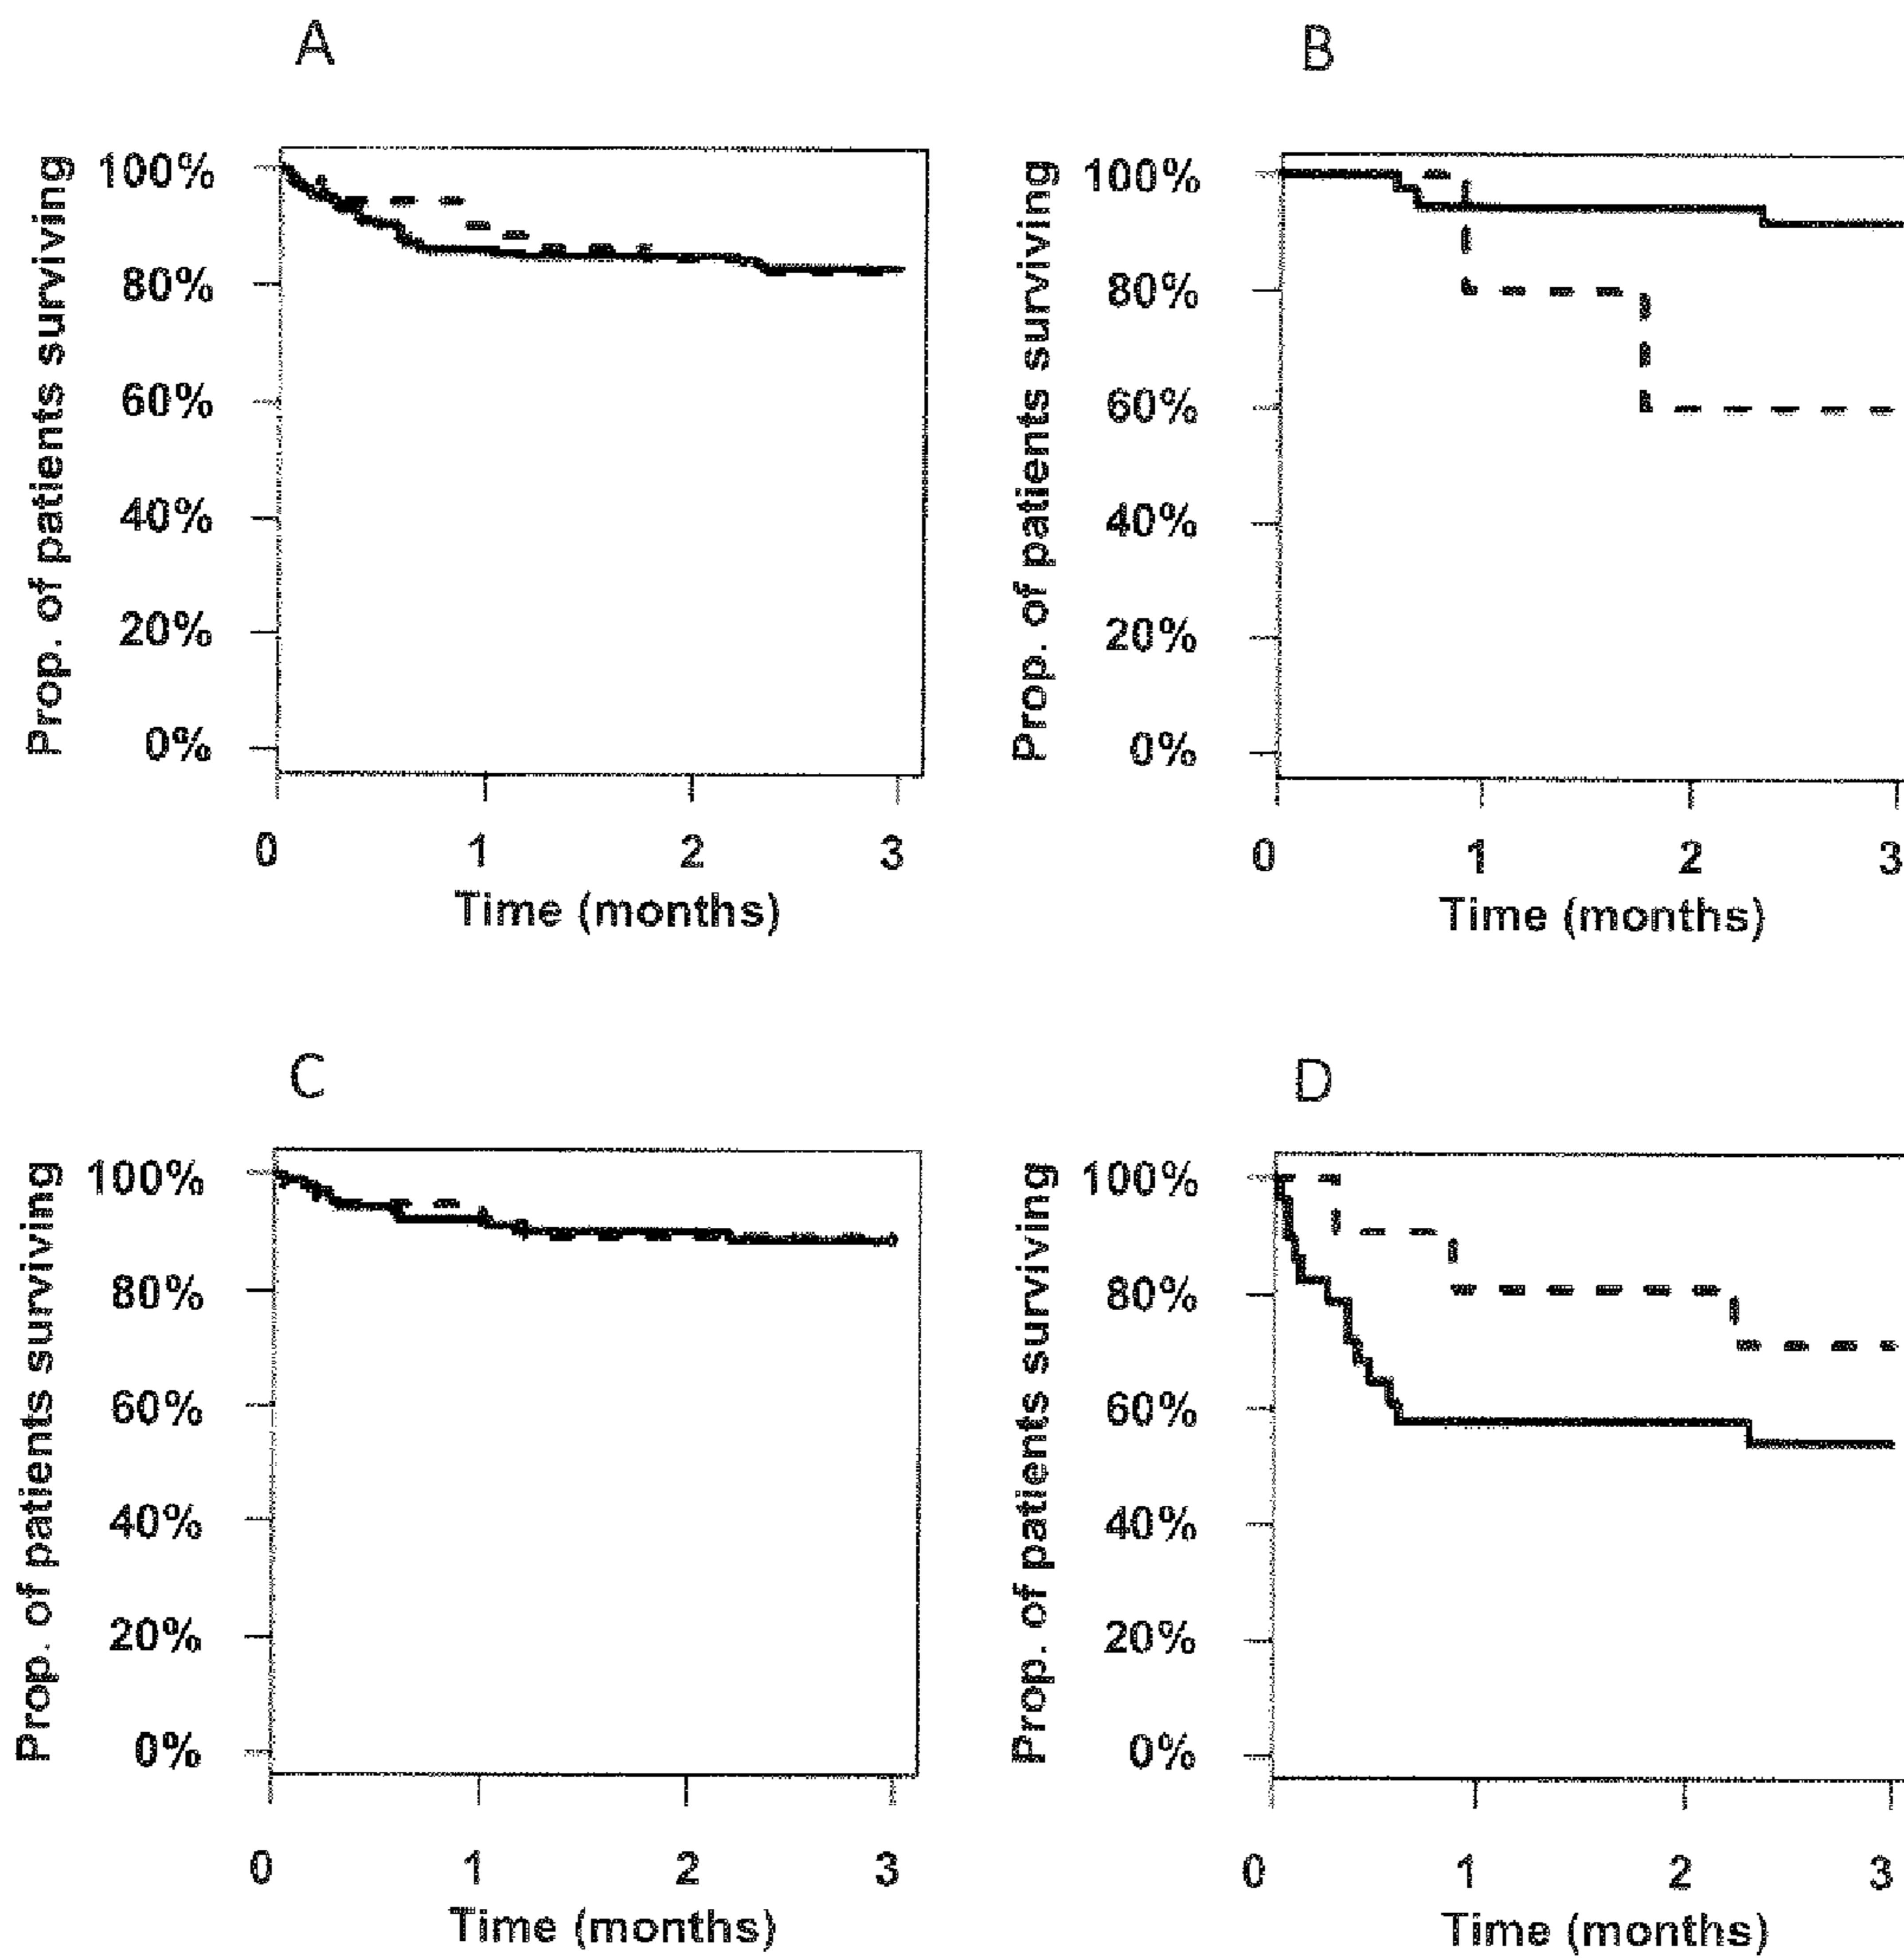 A
Prop. of patients surviving
100%
80%
60%
40%
20%
0%
0 1 2 3
Time (months)
B
Prop. of patients surviving
100%
80%
60%
40%
20%
0%
0 1 2 3
Time (months)
C
Prop. of patients surviving
100%
80%
60%
40%
20%
0%
0 1 2 3
Time (months)
D
Prop. of patients surviving
100%
80%
60%
40%
20%
0%
0 1 2 3
Time (months)